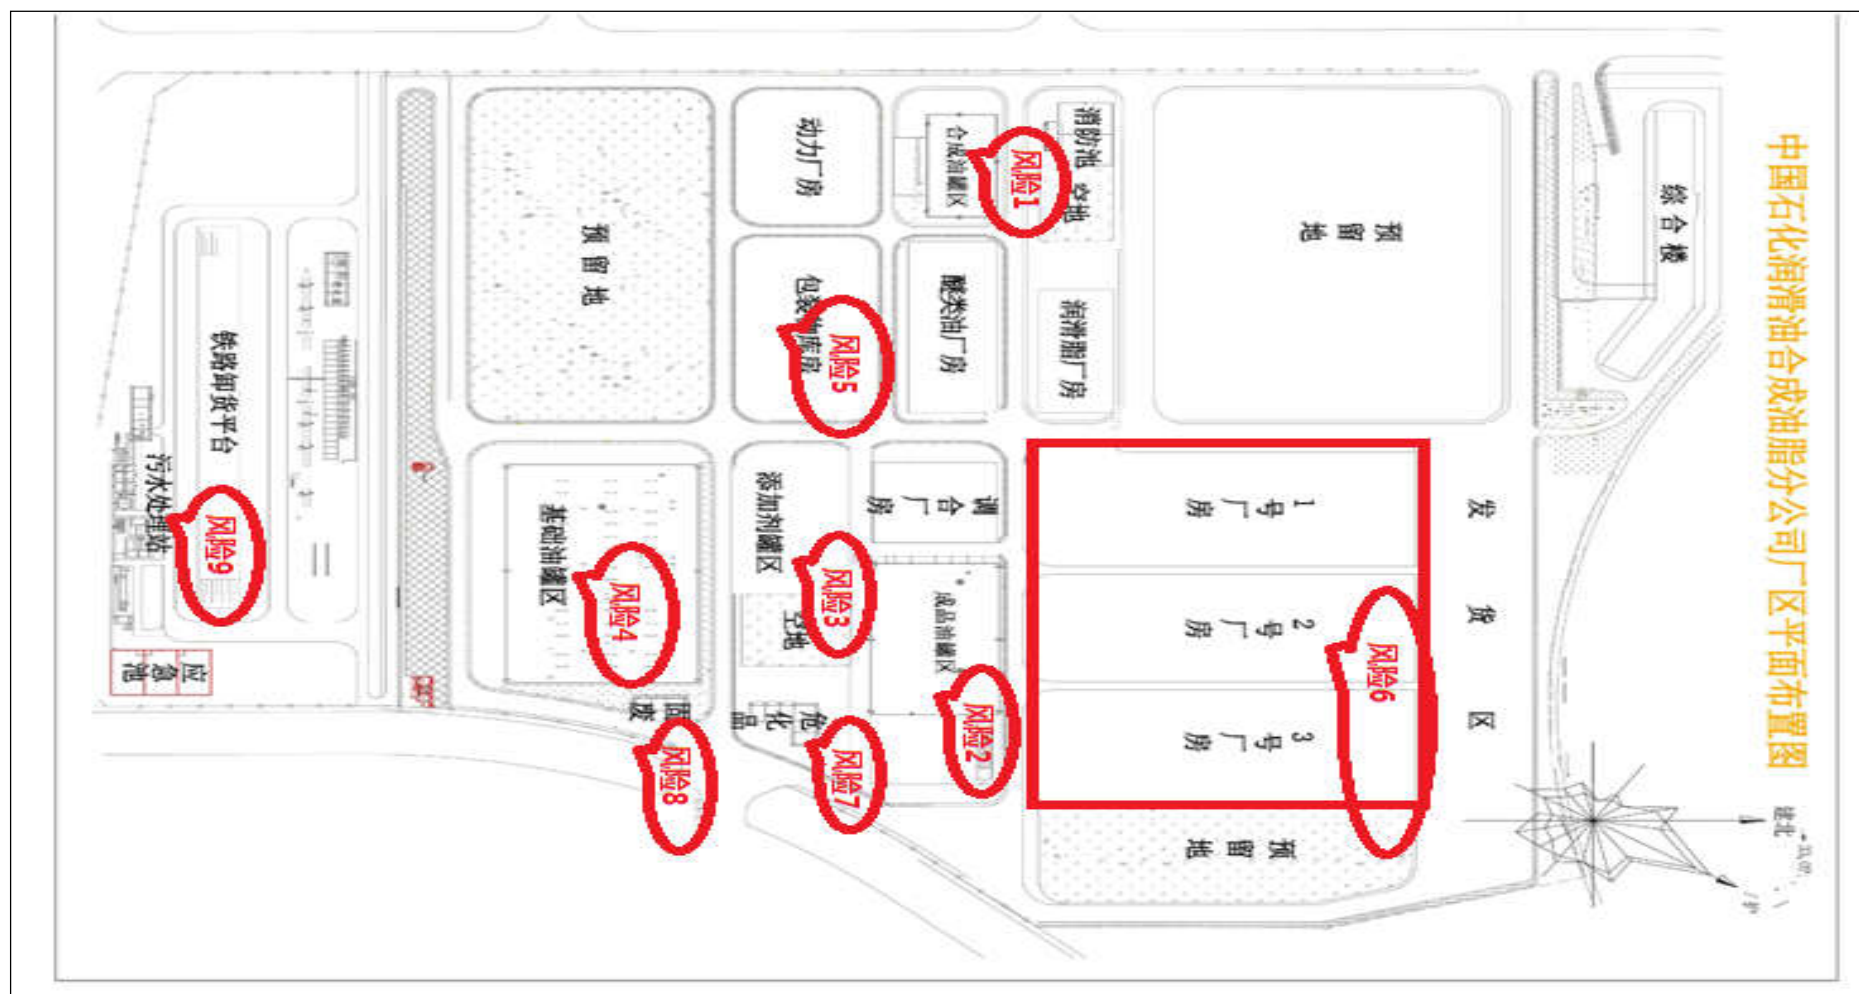 中国石化润滑油合成油脂分公司厂区平面布置图
综合楼
预留地
消防池
空地
风险1
合成油罐区
动力厂房
预留地
润滑脂厂房
醚类油厂房
包装物库房
风险5
铁路卸货平台
污水处理站
风险9
应急池
基础油罐区
风险4
添加剂罐区
风险3
空地
调合厂房
成品油罐区
风险2
1号厂房
2号厂房
3号厂房
风险6
发货区
固废
风险8
危化品
风险7
预留地
建北